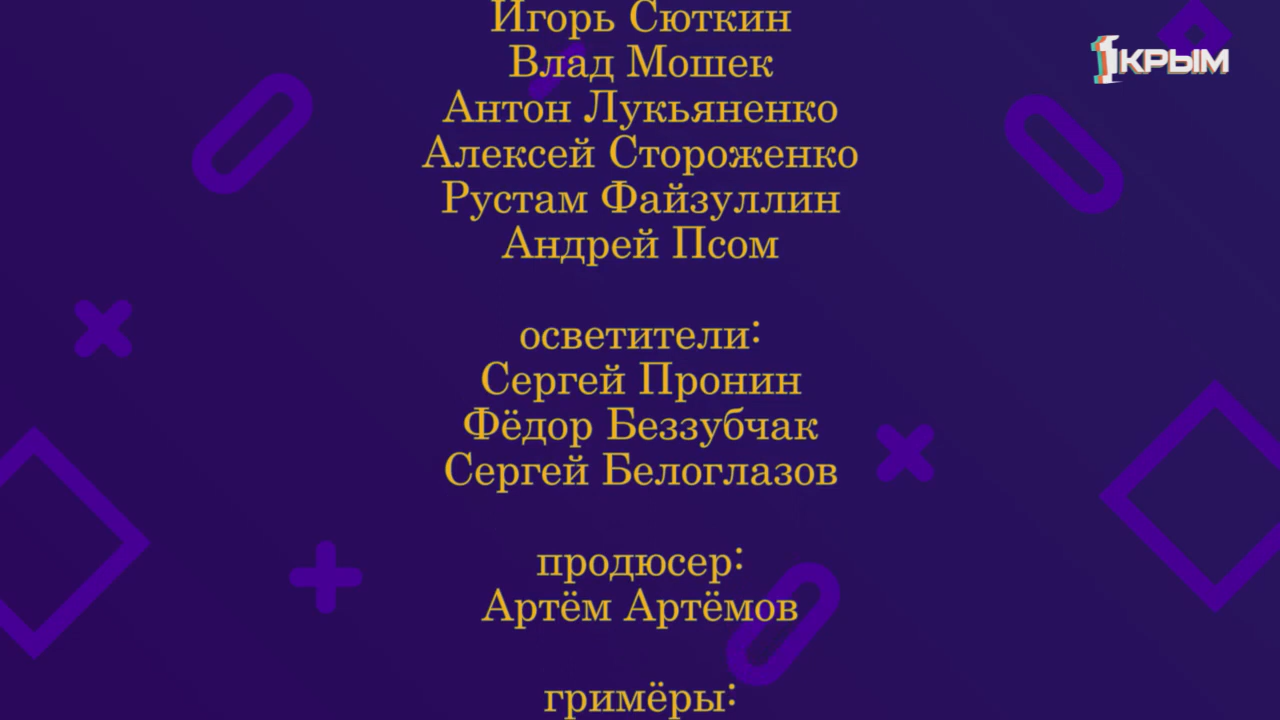 Игорь Сюткин
1КРЫМ
Влад Мошек
Антон Лукьяненко
Алексей Стороженко
Рустам Файзуллин
Андрей Псом
осветители:
Сергей Пронин
Фёдор Беззубчак
Сергей Белоглазов
продюсер:
Артём Артёмов
гримёры: